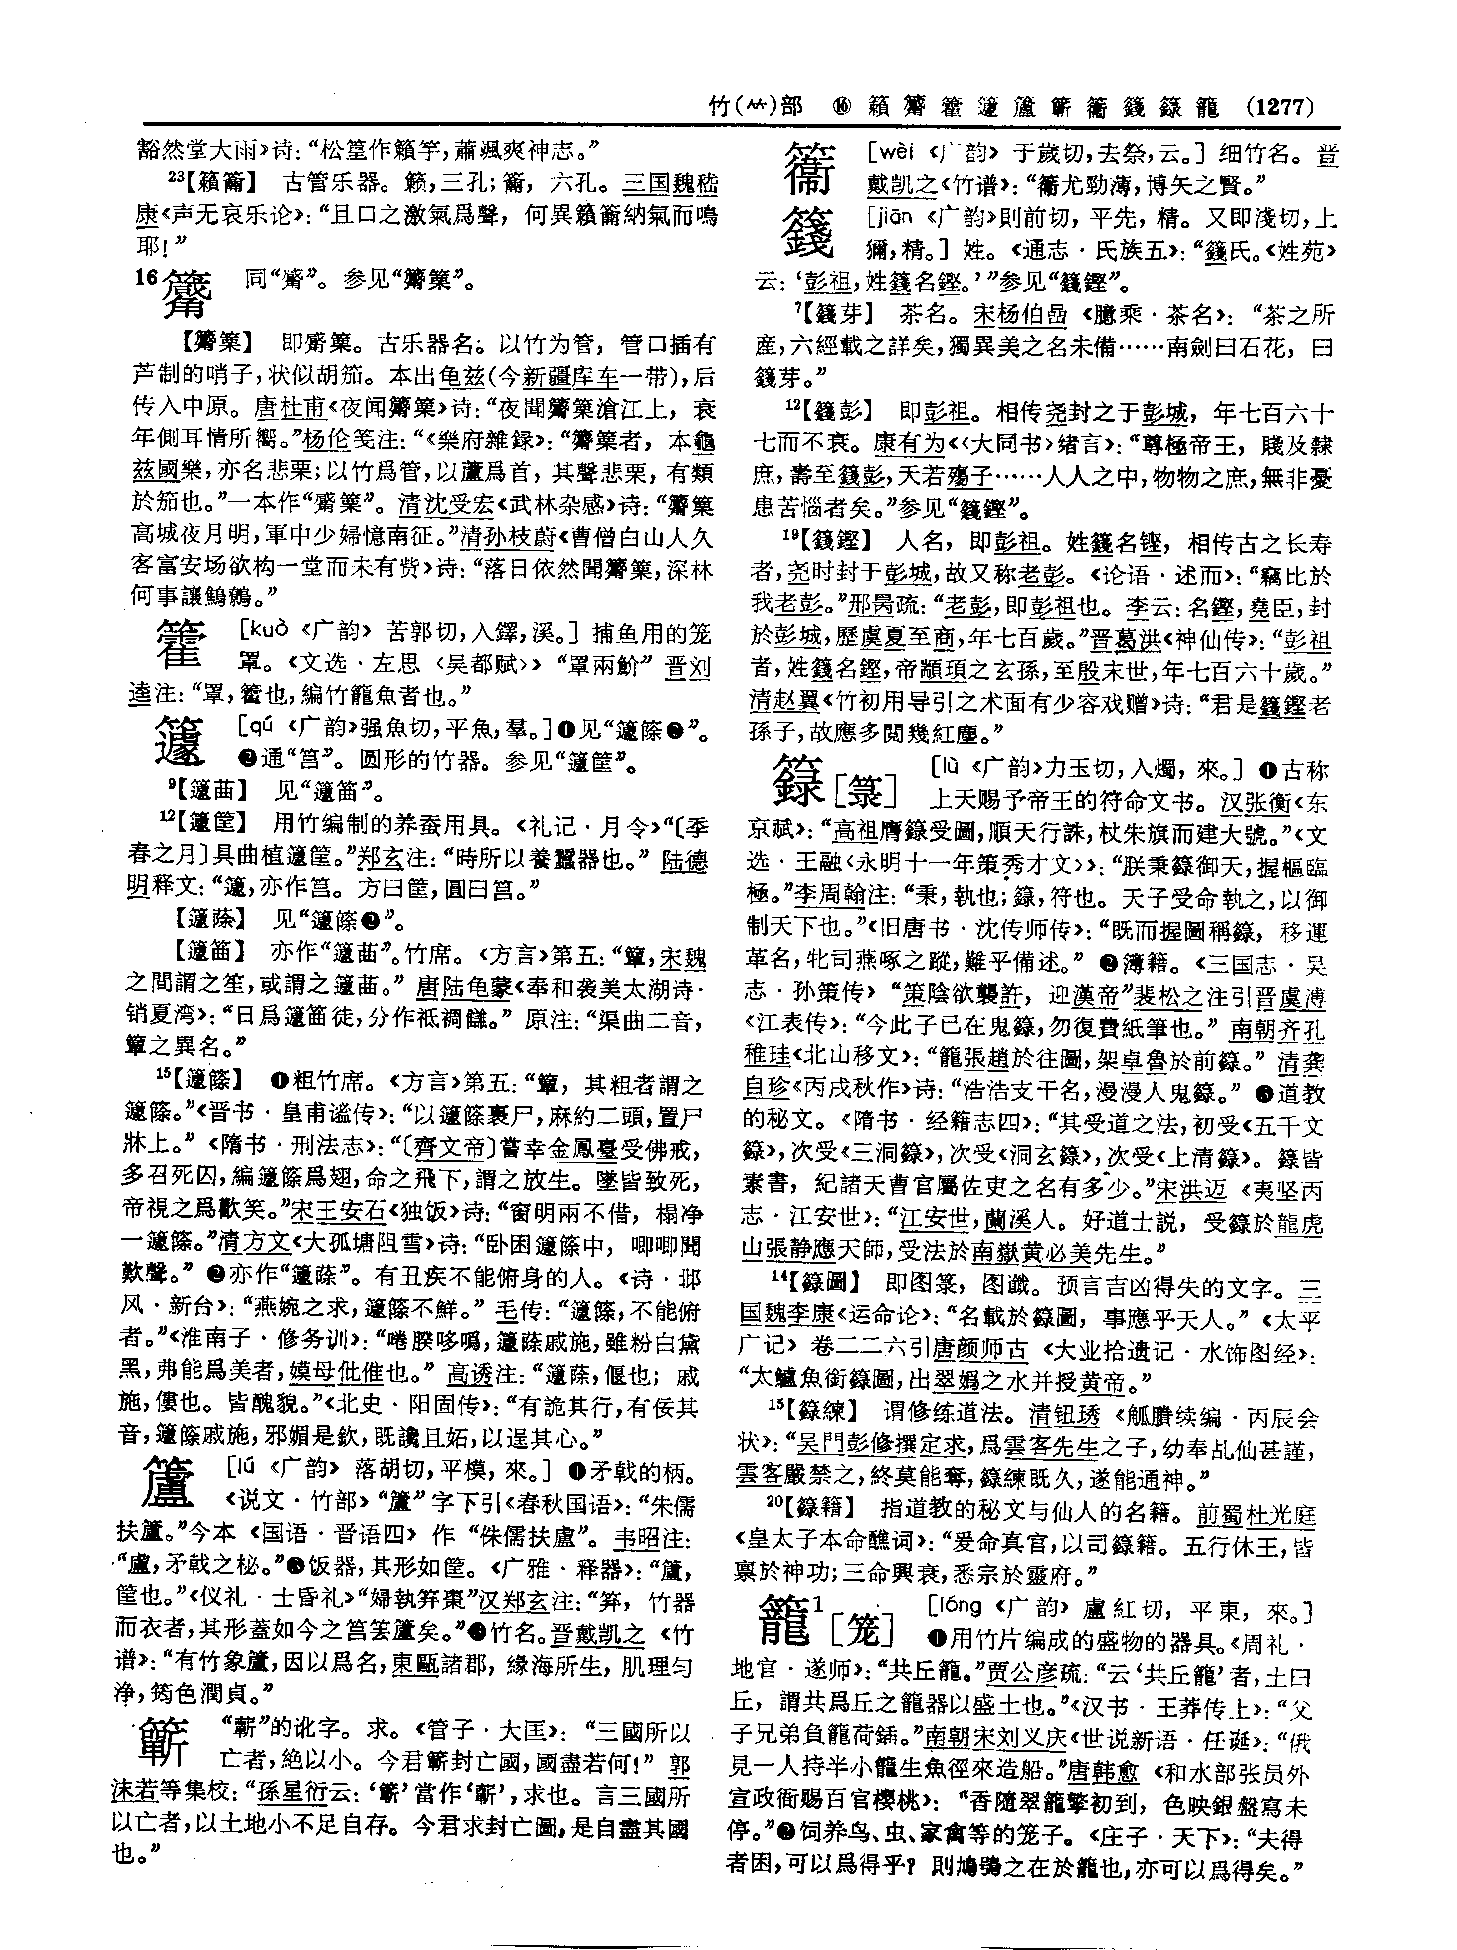 竹(⺮)部 ⑯ 籟 籋 籗 籧 籚 簛 䉵 籛 籙 籠 (1277)
豁然堂大雨》诗：“松篁作籟竽，蕭颯爽神志。”
23【籟籥】 古管乐器。籁，三孔；籥，六孔。三国魏嵇
康《声无哀乐论》：“且口之激氣爲聲，何異籟籥納氣而鳴
耶！”
16 同“觱”。参见“篥”。
【篥】 即觱篥。古乐器名。以竹为管，管口插有
芦制的哨子，状似胡笳。本出龟兹(今新疆库车一带)，后
传入中原。唐杜甫《夜闻篥》诗：“夜聞篥滄江上，衰
年側耳情所嚮。”杨伦笺注：“《樂府雜録》：“篥者，本龜
兹國樂，亦名悲栗；以竹爲管，以蘆爲首，其聲悲栗，有類
於笳也。”一本作“觱篥”。清沈受宏《武林杂感》诗：“篥
高城夜月明，軍中少婦憶南征。”清孙枝蔚《曹僧白山人久
客富安场欲构一堂而未有赀》诗：“落日依然聞篥，深林
何事讓鷦鷯。”
籗 [kuò 《广韵》 苦郭切，入鐸，溪。] 捕鱼用的笼
罩。《文选·左思〈吴都赋〉》“罩兩魪” 晋刘
逵注：“罩，籗也，編竹籠魚者也。”
籧 [qú 《广韵》强魚切，平魚，羣。]❶见“籧篨❷”。
❷通“筥”。圆形的竹器。参见“籧筐”。
9【籧苗】 见“籧䒼”。
12【籧筐】 用竹编制的养蚕用具。《礼记·月令》“〔季
春之月〕具曲植籧筐。”郑玄注：“時所以養蠶器也。” 陆德
明释文：“籧，亦作筥。方曰筐，圓曰筥。”
【籧蒢】 见“籧篨❷”。
【籧䒼】 亦作“籧苗”。竹席。《方言》第五：“簟，宋魏
之間謂之笙，或謂之籧苗。” 唐陆龟蒙《奉和袭美太湖诗·
销夏湾》：“日爲籧䒼徒，分作袛裯讎。” 原注：“渠曲二音，
簟之異名。”
15【籧篨】 ❶粗竹席。《方言》第五：“簟，其粗者謂之
籧篨。”《晋书·皇甫谧传》：“以籧篨裹尸，麻約二頭，置尸
牀上。” 《隋书·刑法志》：“〔齊文帝〕嘗幸金鳳臺受佛戒，
多召死囚，編籧篨爲翅，命之飛下，謂之放生。墜皆致死，
帝視之爲歡笑。”宋王安石《独饭》诗：“窗明兩不借，榻净
一籧篨。”清方文《大孤塘阻雪》诗：“卧困籧篨中，唧唧聞
歎聲。” ❷亦作“籧蒢”。有丑疾不能俯身的人。《诗·邶
风·新台》：“燕婉之求，籧篨不鮮。” 毛传：“籧篨，不能俯
者。”《淮南子·修务训》：“啳脥哆噅，籧蒢戚施，雖粉白黛
黑，弗能爲美者，嫫母仳倠也。” 高诱注：“籧蒢，偃也；戚
施，僂也。皆醜貌。”《北史·阳固传》：“有詭其行，有佞其
音，籧篨戚施，邪媚是欽，既讒且妬，以逞其心。”
籚 [lú 《广韵》 落胡切，平模，來。] ❶矛戟的柄。
《说文·竹部》“籚”字下引《春秋国语》：“朱儒
扶籚。”今本 《国语·晋语四》 作 “侏儒扶盧”。韦昭注：
“盧，矛戟之柲。”❷饭器，其形如筐。《广雅·释器》：“籚，
筐也。”《仪礼·士昏礼》“婦執笲棗”汉郑玄注：“笲，竹器
而衣者，其形蓋如今之筥䇝籚矣。”❸竹名。晋戴凯之 《竹
谱》：“有竹象籚，因以爲名，東甌諸郡，緣海所生，肌理匀
净，筠色潤貞。”
“蘄”的讹字。求。《管子·大匡》： “三國所以
亡者，絶以小。今君封亡國，國盡若何！” 郭
沫若等集校：“孫星衍云：‘’當作‘蘄’，求也。言三國所
以亡者，以土地小不足自存。今君求封亡圖，是自盡其國
也。”
[wèi 《广韵》 于歲切，去祭，云。] 细竹名。晋
戴凯之《竹谱》：“尤勁薄，博矢之賢。”
籛 [jiān 《广韵》則前切，平先，精。又即淺切，上
獮，精。] 姓。《通志·氏族五》：“籛氏。《姓苑》
云：‘彭祖，姓籛名鏗。’”参见“籛鏗”。
7【籛芽】 茶名。宋杨伯嵒 《臆乘·茶名》： “茶之所
産，六經載之詳矣，獨異美之名未備……南劍曰石花，曰
籛芽。”
12【籛彭】 即彭祖。相传尧封之于彭城，年七百六十
七而不衰。康有为《〈大同书〉绪言》：“尊極帝王，賤及隸
庶，壽至籛彭，夭若殤子……人人之中，物物之庶，無非憂
患苦惱者矣。”参见“籛鏗”。
19【籛鏗】 人名，即彭祖。姓籛名铿，相传古之长寿
者，尧时封于彭城，故又称老彭。《论语·述而》：“竊比於
我老彭。”邢昺疏：“老彭，即彭祖也。李云：名鏗，堯臣，封
於彭城，歷虞夏至商，年七百歲。”晋葛洪《神仙传》：“彭祖
者，姓籛名鏗，帝顓頊之玄孫，至殷末世，年七百六十歲。”
清赵翼《竹初用导引之术面有少容戏赠》诗：“君是籛鏗老
孫子，故應多閲幾紅塵。”
籙[箓] [lù 《广韵》力玉切，入燭，來。] ❶古称
上天赐予帝王的符命文书。汉张衡《东
京赋》：“高祖膺籙受圖，順天行誅，杖朱旗而建大號。”《文
选·王融〈永明十一年策秀才文〉》：“朕秉籙御天，握樞臨
極。”李周翰注：“秉，執也；籙，符也。天子受命執之，以御
制天下也。”《旧唐书·沈传师传》：“既而握圖稱籙，移運
革名，牝司燕啄之蹤，難乎備述。” ❷簿籍。《三国志·吴
志·孙策传》 “策陰欲襲許，迎漢帝”裴松之注引晋虞溥
《江表传》：“今此子已在鬼籙，勿復費紙筆也。” 南朝齐孔
稚珪《北山移文》：“籠張趙於往圖，架卓魯於前籙。” 清龚
自珍《丙戌秋作》诗：“浩浩支干名，漫漫人鬼籙。” ❸道教
的秘文。《隋书·经籍志四》：“其受道之法，初受《五千文
籙》，次受《三洞籙》，次受《洞玄籙》，次受《上清籙》。籙皆
素書，紀諸天曹官屬佐吏之名有多少。”宋洪迈 《夷坚丙
志·江安世》：“江安世，蘭溪人。好道士説，受籙於龍虎
山張静應天師，受法於南嶽黄必美先生。”
14【籙圖】 即图箓，图谶。预言吉凶得失的文字。三
国魏李康《运命论》：“名載於籙圖，事應乎天人。” 《太平
广记》 卷二二六引唐颜师古 《大业拾遗记·水饰图经》：
“太鱸魚銜籙圖，出翠嬀之水并授黄帝。”
15【籙練】 谓修练道法。清钮琇 《觚賸续编·丙辰会
状》：“吴門彭修撰定求，爲雲客先生之子，幼奉乩仙甚謹，
雲客嚴禁之，終莫能奪，籙練既久，遂能通神。”
20【籙籍】 指道教的秘文与仙人的名籍。前蜀杜光庭
《皇太子本命醮词》：“爰命真官，以司籙籍。五行休王，皆
禀於神功；三命興衰，悉宗於靈府。”
籠1[笼] [lóng 《广韵》 盧紅切，平東，來。]
❶用竹片编成的盛物的器具。《周礼·
地官·遂师》：“共丘籠。”贾公彦疏：“云‘共丘籠’者，土曰
丘，謂共爲丘之籠器以盛土也。”《汉书·王莽传上》：“父
子兄弟負籠荷鍤。”南朝宋刘义庆《世说新语·任诞》：“俄
見一人持半小籠生魚徑來造船。”唐韩愈 《和水部张员外
宣政衙赐百官樱桃》： “香隨翠籠擎初到，色映銀盤寫未
停。”❷饲养鸟、虫、家禽等的笼子。《庄子·天下》：“夫得
者困，可以爲得乎？則鳩鴞之在於籠也，亦可以爲得矣。”